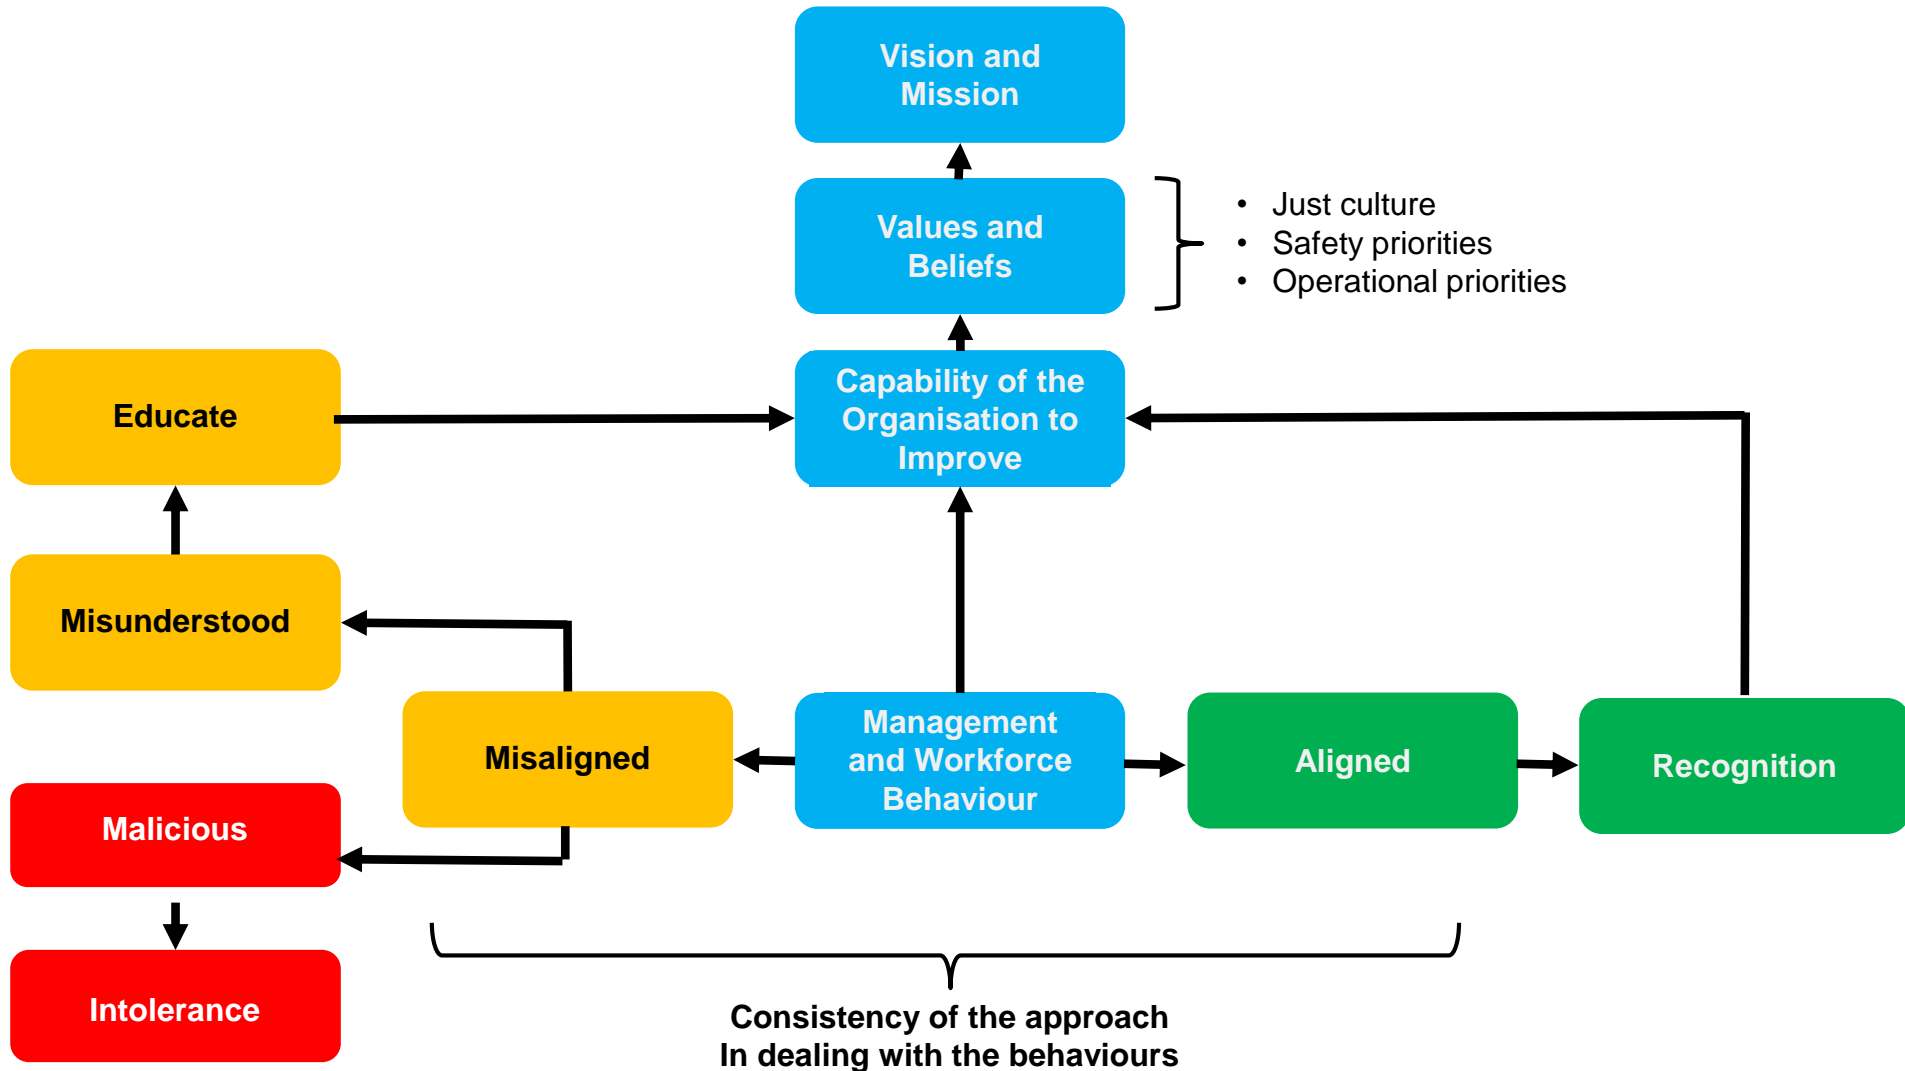 Vision and
Mission
Values and
Beliefs
• Just culture
• Safety priorities
• Operational priorities
Educate
Capability of the
Organisation to
Improve
Misunderstood
Misaligned
Management
and Workforce
Behaviour
Aligned
Recognition
Malicious
Intolerance
Consistency of the approach
In dealing with the behaviours